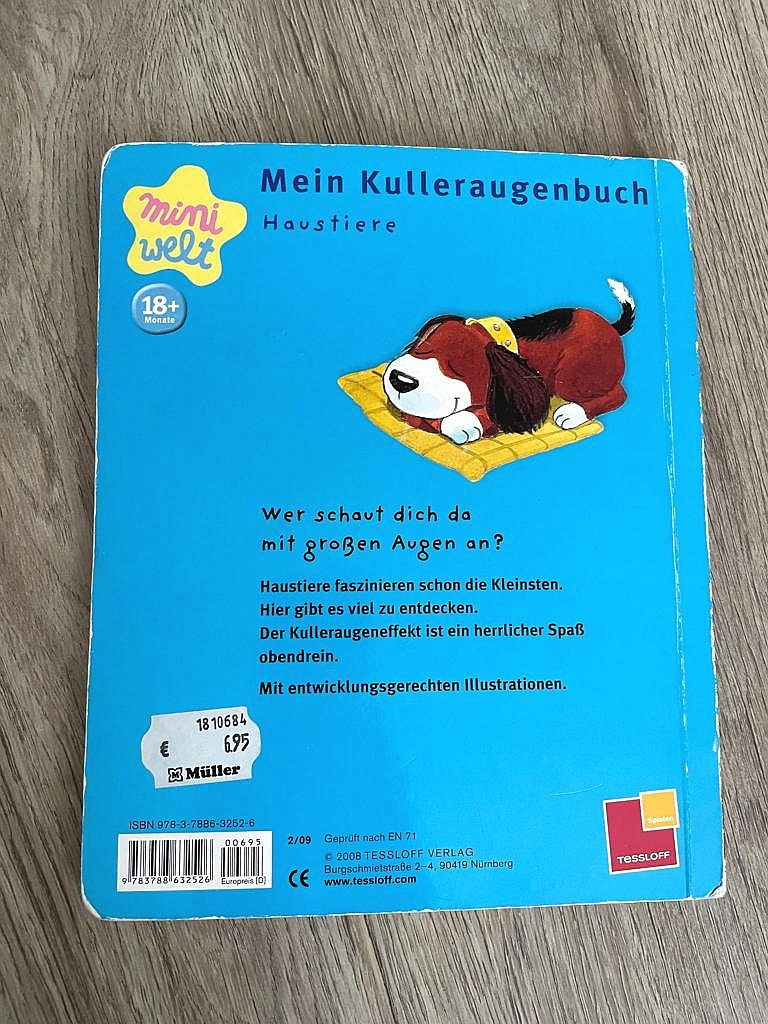 mini
welt
18+
Monate
Mein Kulleraugenbuch
Haustiere
Wer schaut dich da
mit großen Augen an?
Haustiere faszinieren schon die Kleinsten.
Hier gibt es viel zu entdecken.
Der Kulleraugeneffekt ist ein herrlicher Spaß
obendrein.
Mit entwicklungsgerechten Illustrationen.
1810684
€ 6.95
Müller
ISBN 978-3-7886-3252-6
00695
9 783788 632526
Europreis [D]
2/09 Geprüft nach EN 71
© 2008 TESSLOFF VERLAG
Burgschmietstraße 2–4, 90419 Nürnberg
CE www.tessloff.com
Spielen
TESSLOFF